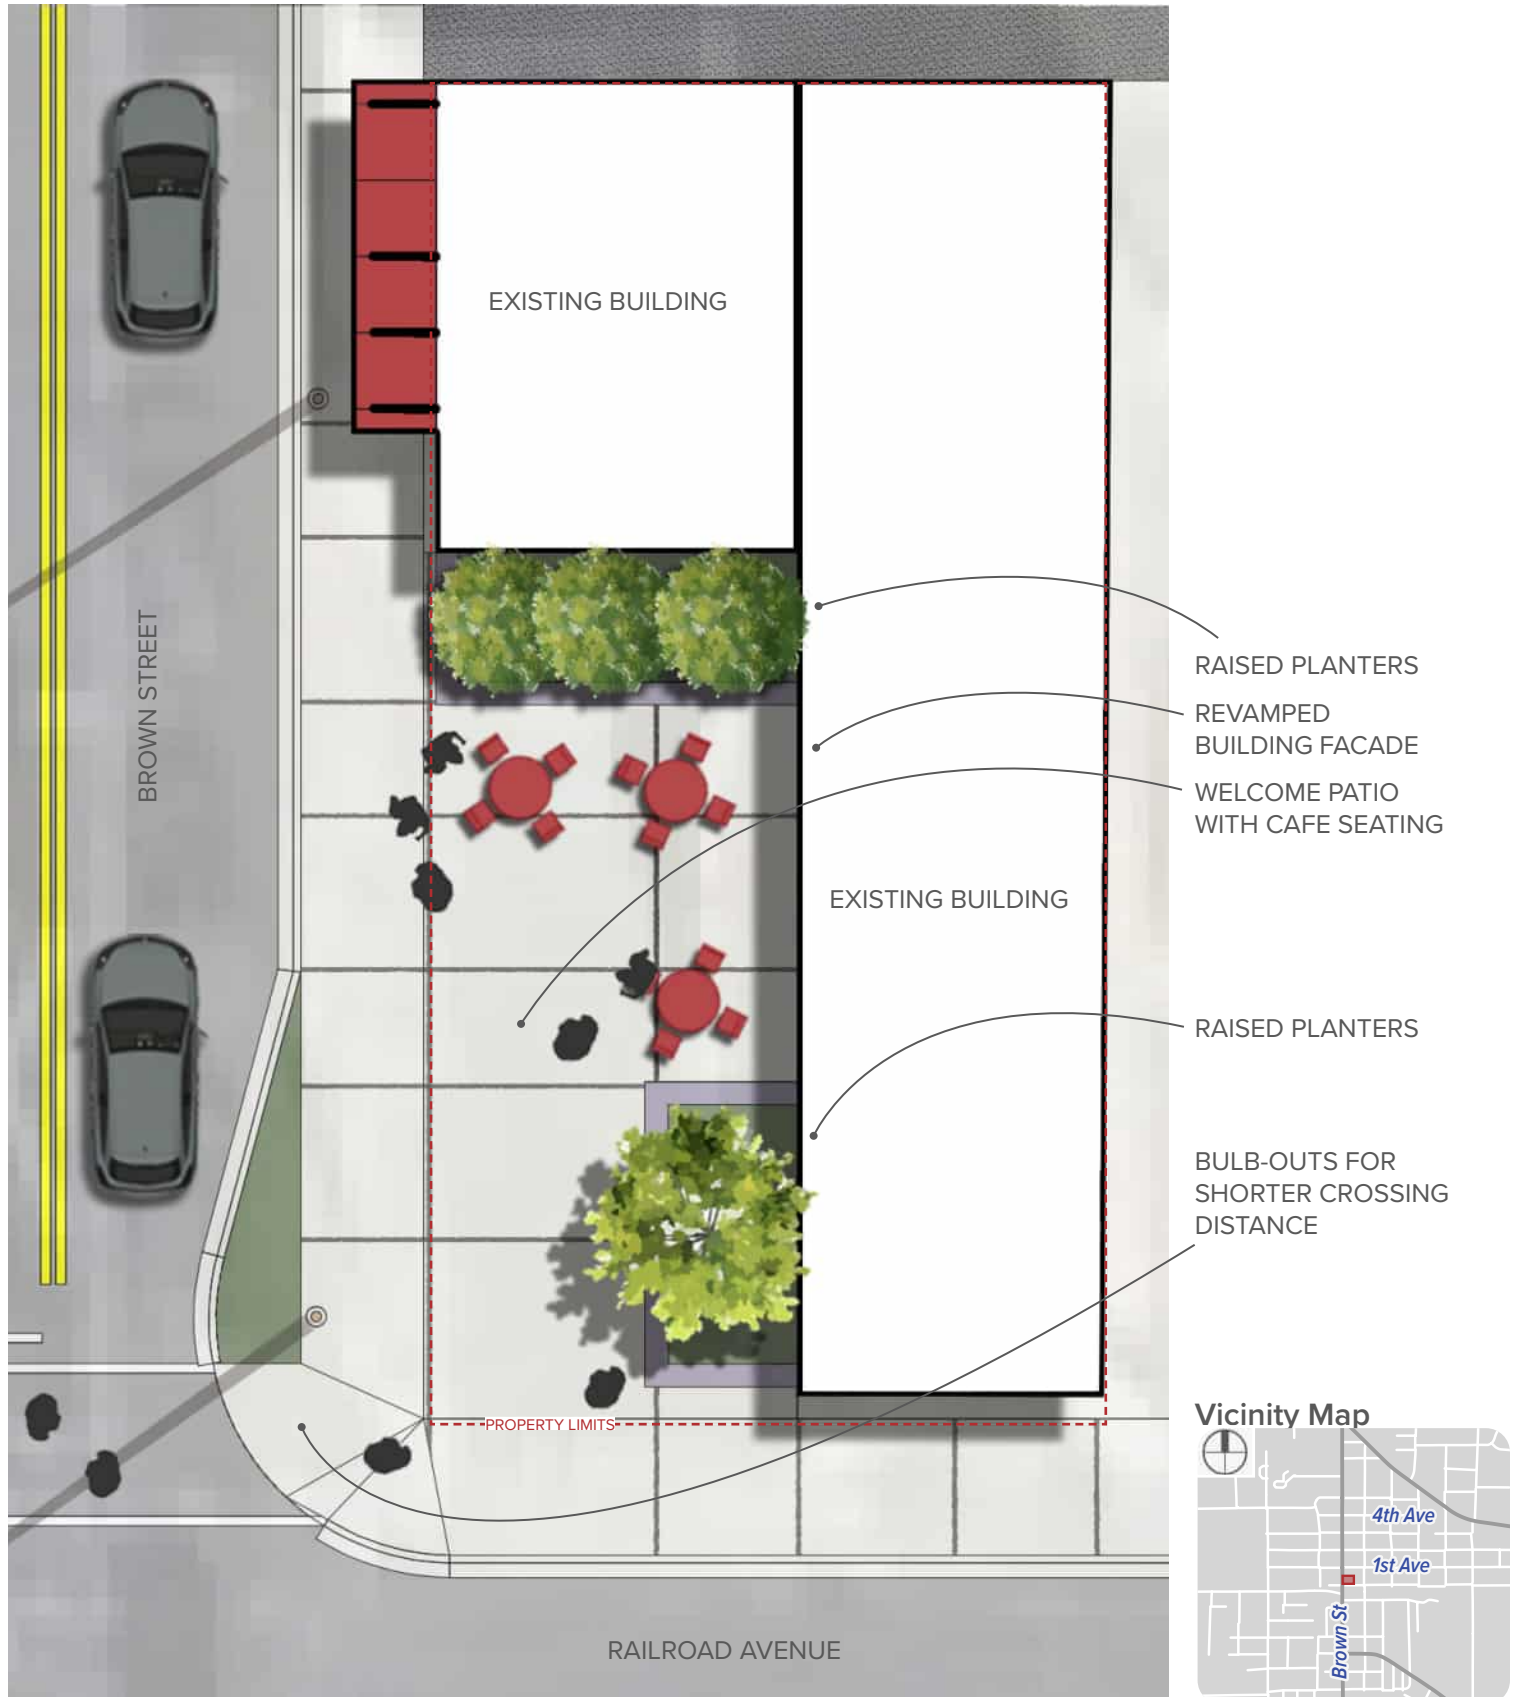 EXISTING BUILDING
BROWN STREET
RAISED PLANTERS
REVAMPED
BUILDING FACADE
WELCOME PATIO
WITH CAFE SEATING
EXISTING BUILDING
RAISED PLANTERS
BULB-OUTS FOR
SHORTER CROSSING
DISTANCE
PROPERTY LIMITS
RAILROAD AVENUE
Vicinity Map
4th Ave
1st Ave
Brown St